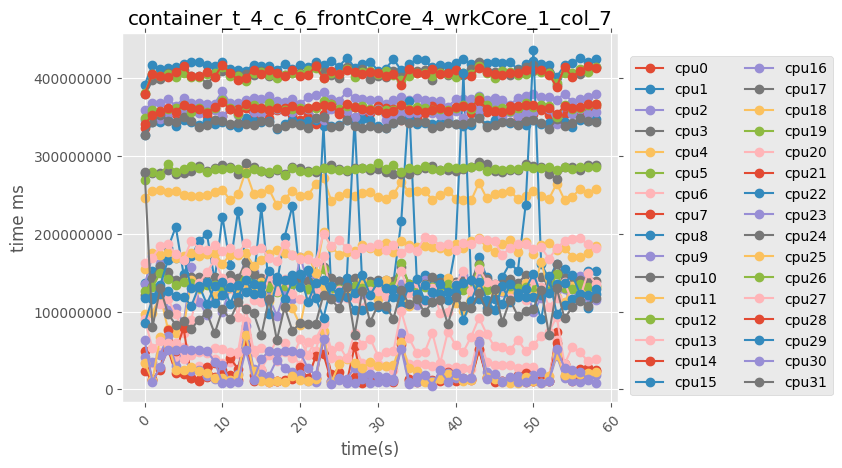 container_t_4_c_6_frontCore_4_wrkCore_1_col_7
time ms
400000000
300000000
200000000
100000000
0
0
10
20
30
40
50
60
time(s)
cpu0
cpu1
cpu2
cpu3
cpu4
cpu5
cpu6
cpu7
cpu8
cpu9
cpu10
cpu11
cpu12
cpu13
cpu14
cpu15
cpu16
cpu17
cpu18
cpu19
cpu20
cpu21
cpu22
cpu23
cpu24
cpu25
cpu26
cpu27
cpu28
cpu29
cpu30
cpu31